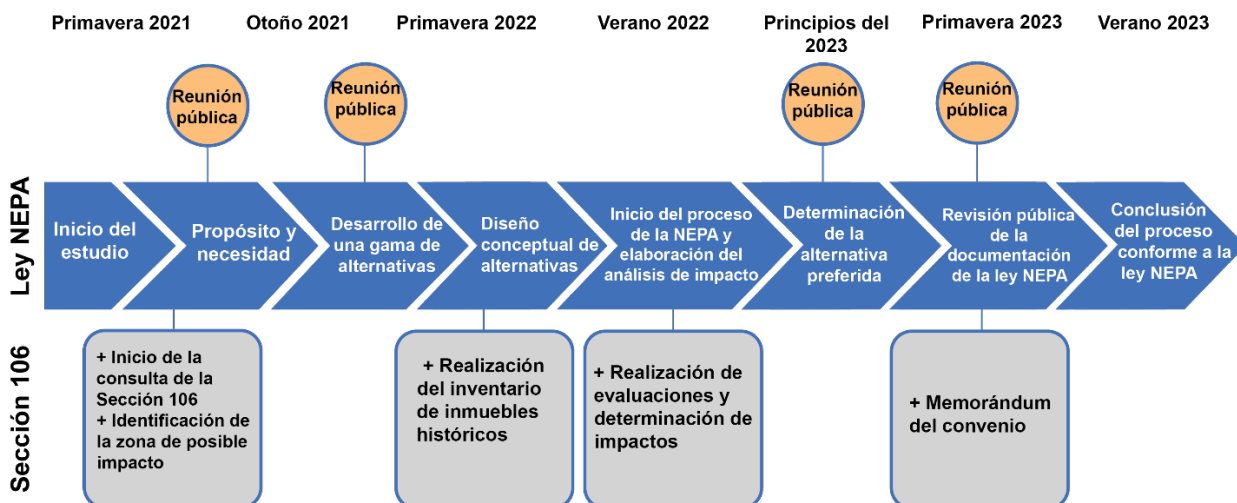 Primavera 2021
Otoño 2021
Primavera 2022
Verano 2022
Principios del
2023
Primavera 2023
Verano 2023
Reunión
pública
Reunión
pública
Reunión
pública
Reunión
pública
Ley NEPA
Inicio del
estudio
Propósito y
necesidad
Desarrollo de
una gama de
alternativas
Diseño
conceptual de
alternativas
Inicio del proceso
de la NEPA y
elaboración del
análisis de impacto
Determinación
de la
alternativa
preferida
Revisión pública
de la
documentación
de la ley NEPA
Conclusión
del proceso
conforme a la
ley NEPA
Sección 106
+ Inicio de la
consulta de la
Sección 106
+ Identificación de
la zona de posible
impacto
+ Realización
del inventario
de inmuebles
históricos
+ Realización de
evaluaciones y
determinación de
impactos
+ Memorándum
del convenio